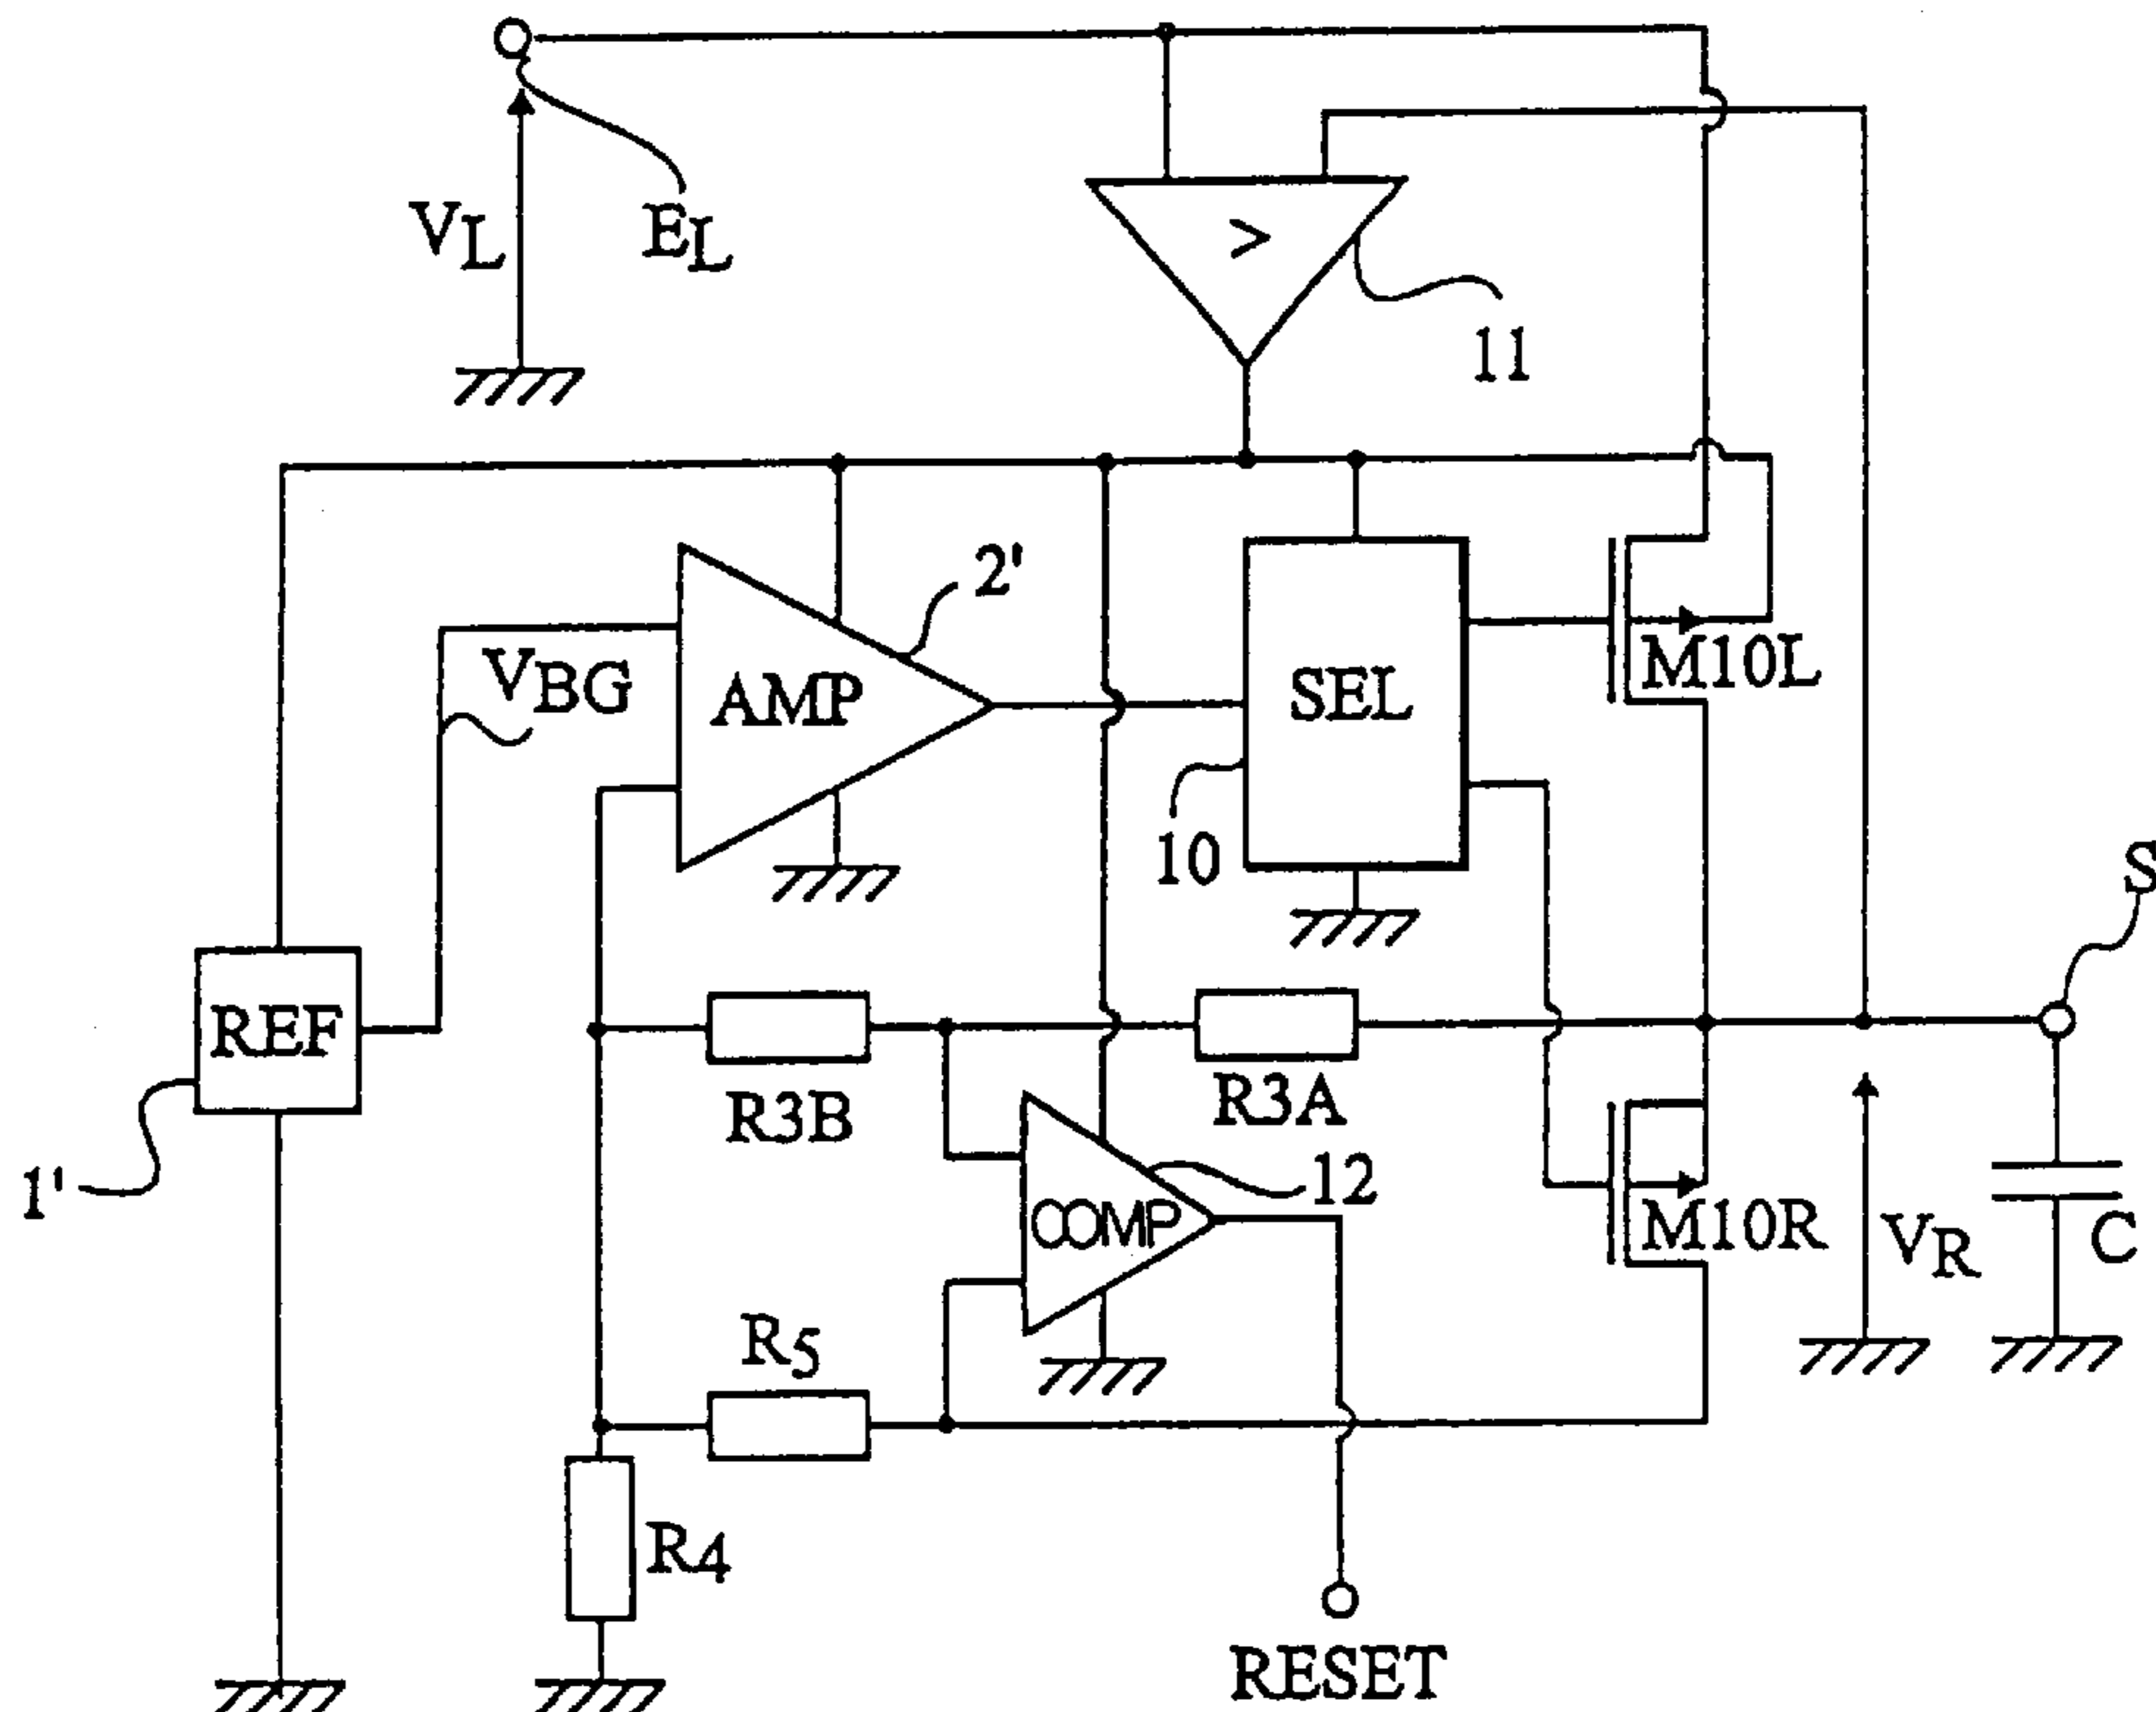 VL
EL
>
11
2'
VBG
AMP
SEL
M10L
10
S
REF
R3B
R3A
1'
12
COMP
M10R
VR
C
R5
R4
RESET